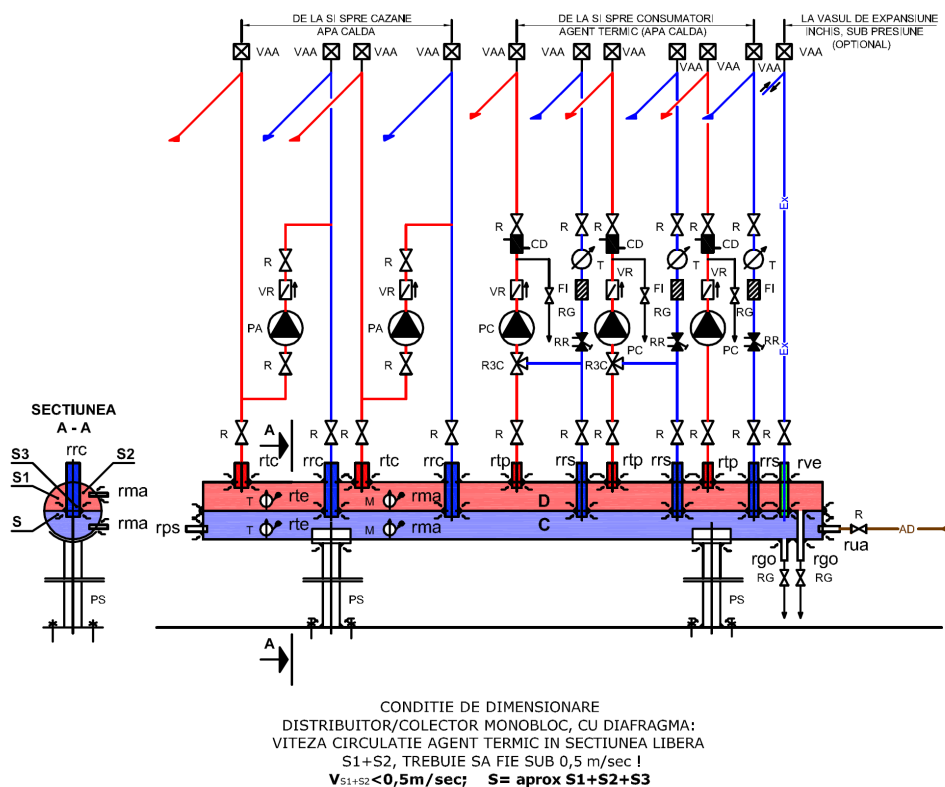 DE LA SI SPRE CAZANE
APA CALDA
DE LA SI SPRE CONSUMATORI
AGENT TERMIC (APA CALDA)
LA VASUL DE EXPANSIUNE
INCHIS, SUB PRESIUNE
(OPTIONAL)
VAA VAA VAA VAA VAA VAA VAA VAA VAA VAA
Ex
R R R R R R
R CD R CD R CD
T T T
VR VR VR VR VR
FI FI FI
RG RG RG
PA PA PC PC PC
RR RR RR
R R R3C R3C
Ex
SECTIUNEA
A - A
A
R R R R R R R R R R R
rrc
S3 S2
S1
rma
S
rma
rtc rrc rtc rrc rtp rrs rtp rrs rtp rrs rve
T rte M rma D
rps T rte M rma C
R
AD
rua
rgo rgo
RG RG
PS PS PS
A
CONDITIE DE DIMENSIONARE
DISTRIBUITOR/COLECTOR MONOBLOC, CU DIAFRAGMA:
VITEZA CIRCULATIE AGENT TERMIC IN SECTIUNEA LIBERA
S1+S2, TREBUIE SA FIE SUB 0,5 m/sec !
VS1+S2<0,5m/sec; S= aprox S1+S2+S3